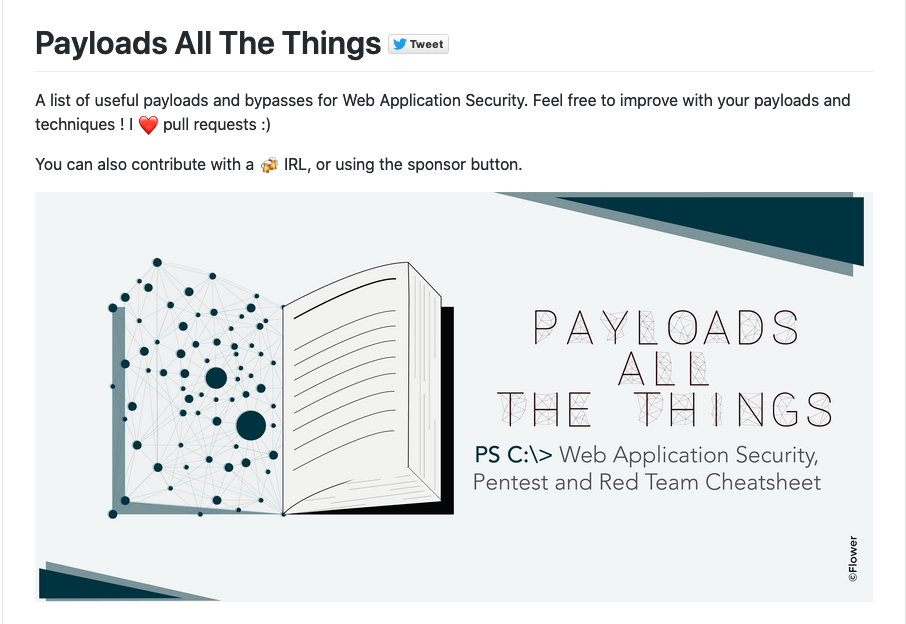 Payloads All The Things Tweet
A list of useful payloads and bypasses for Web Application Security. Feel free to improve with your payloads and
techniques ! I ❤️ pull requests :)
You can also contribute with a 🍻 IRL, or using the sponsor button.
PAYLOADS
ALL
THE THINGS
PS C:\> Web Application Security,
Pentest and Red Team Cheatsheet
©Flower